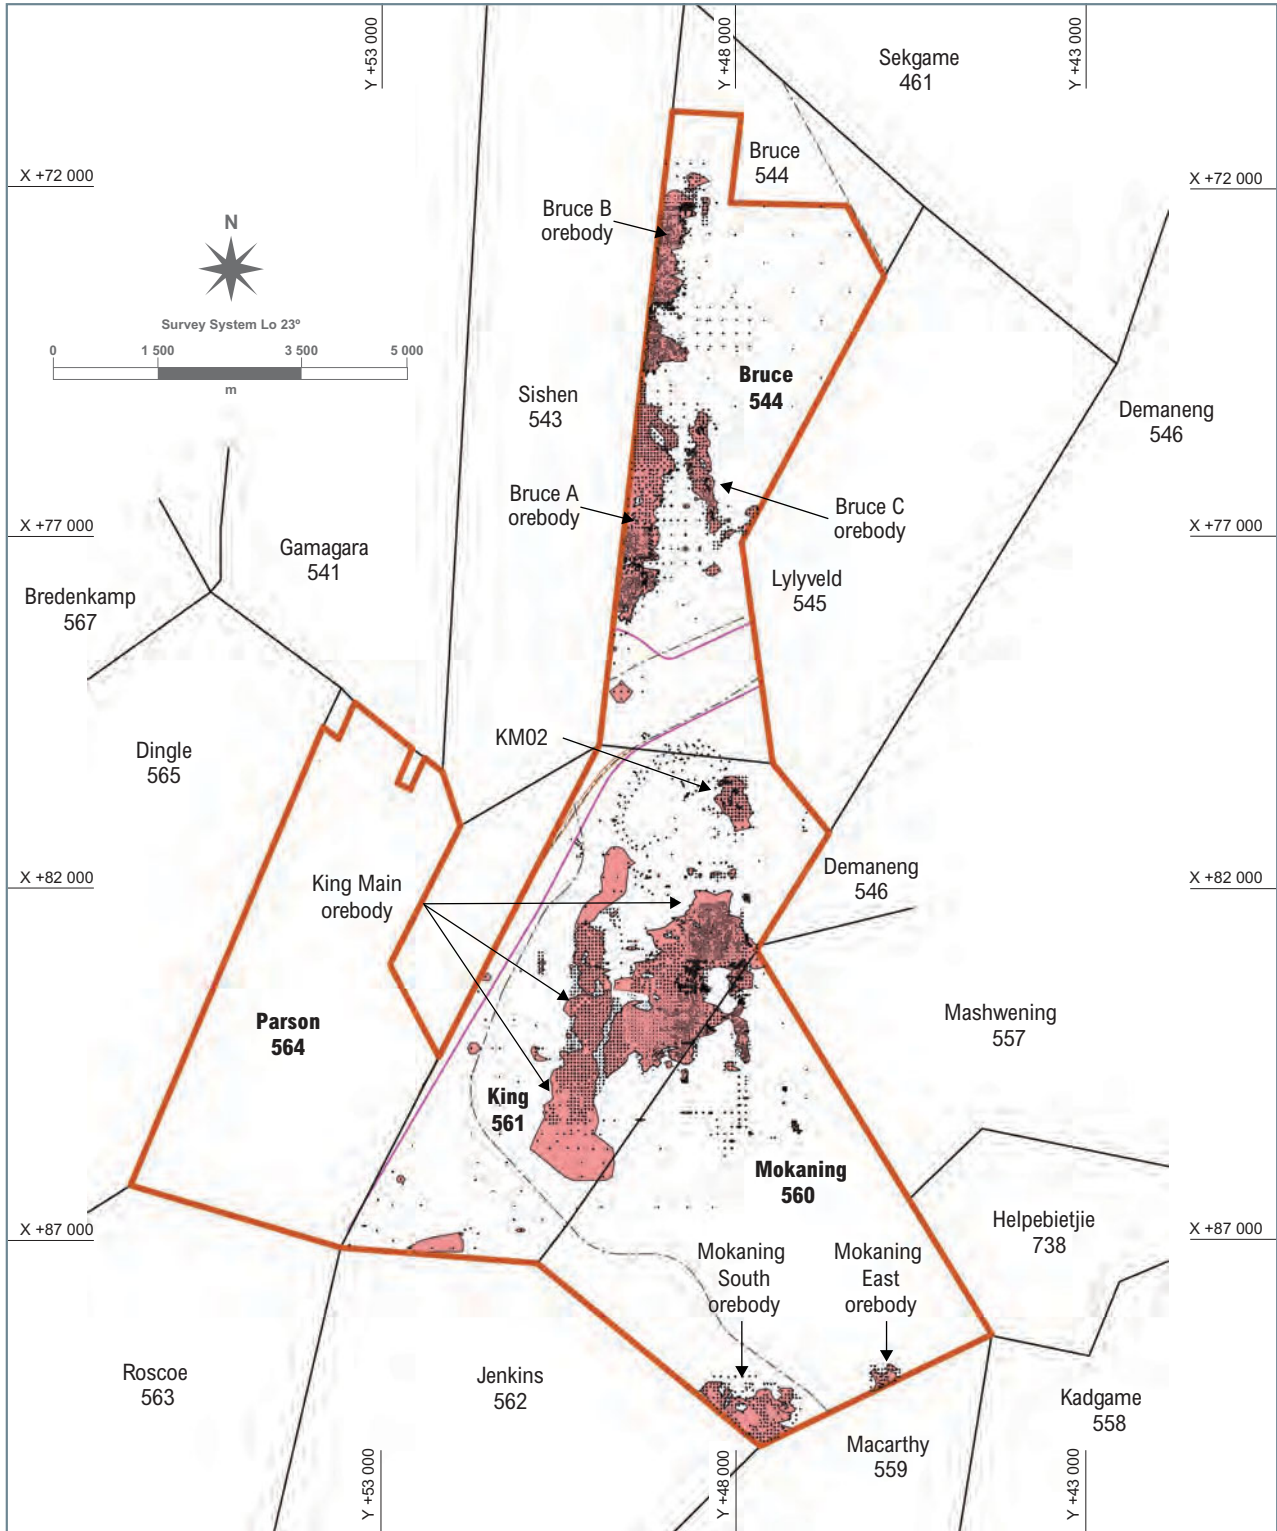 Y +53 000
Y +48 000
Y +43 000
Sekgame
461
Bruce
544
X +72 000
X +72 000
N
Survey System Lo 23º
0
1 500
3 500
5 000
m
Bruce B
orebody
Bruce
544
Sishen
543
Demaneng
546
Bruce A
orebody
Bruce C
orebody
X +77 000
X +77 000
Gamagara
541
Bredenkamp
567
Lylyveld
545
Dingle
565
KM02
King Main
orebody
Demaneng
546
X +82 000
X +82 000
Parson
564
Mashwening
557
King
561
Mokaning
560
X +87 000
X +87 000
Helpebietjie
738
Mokaning
South
orebody
Mokaning
East
orebody
Roscoe
563
Jenkins
562
Kadgame
558
Macarthy
559
Y +53 000
Y +48 000
Y +43 000